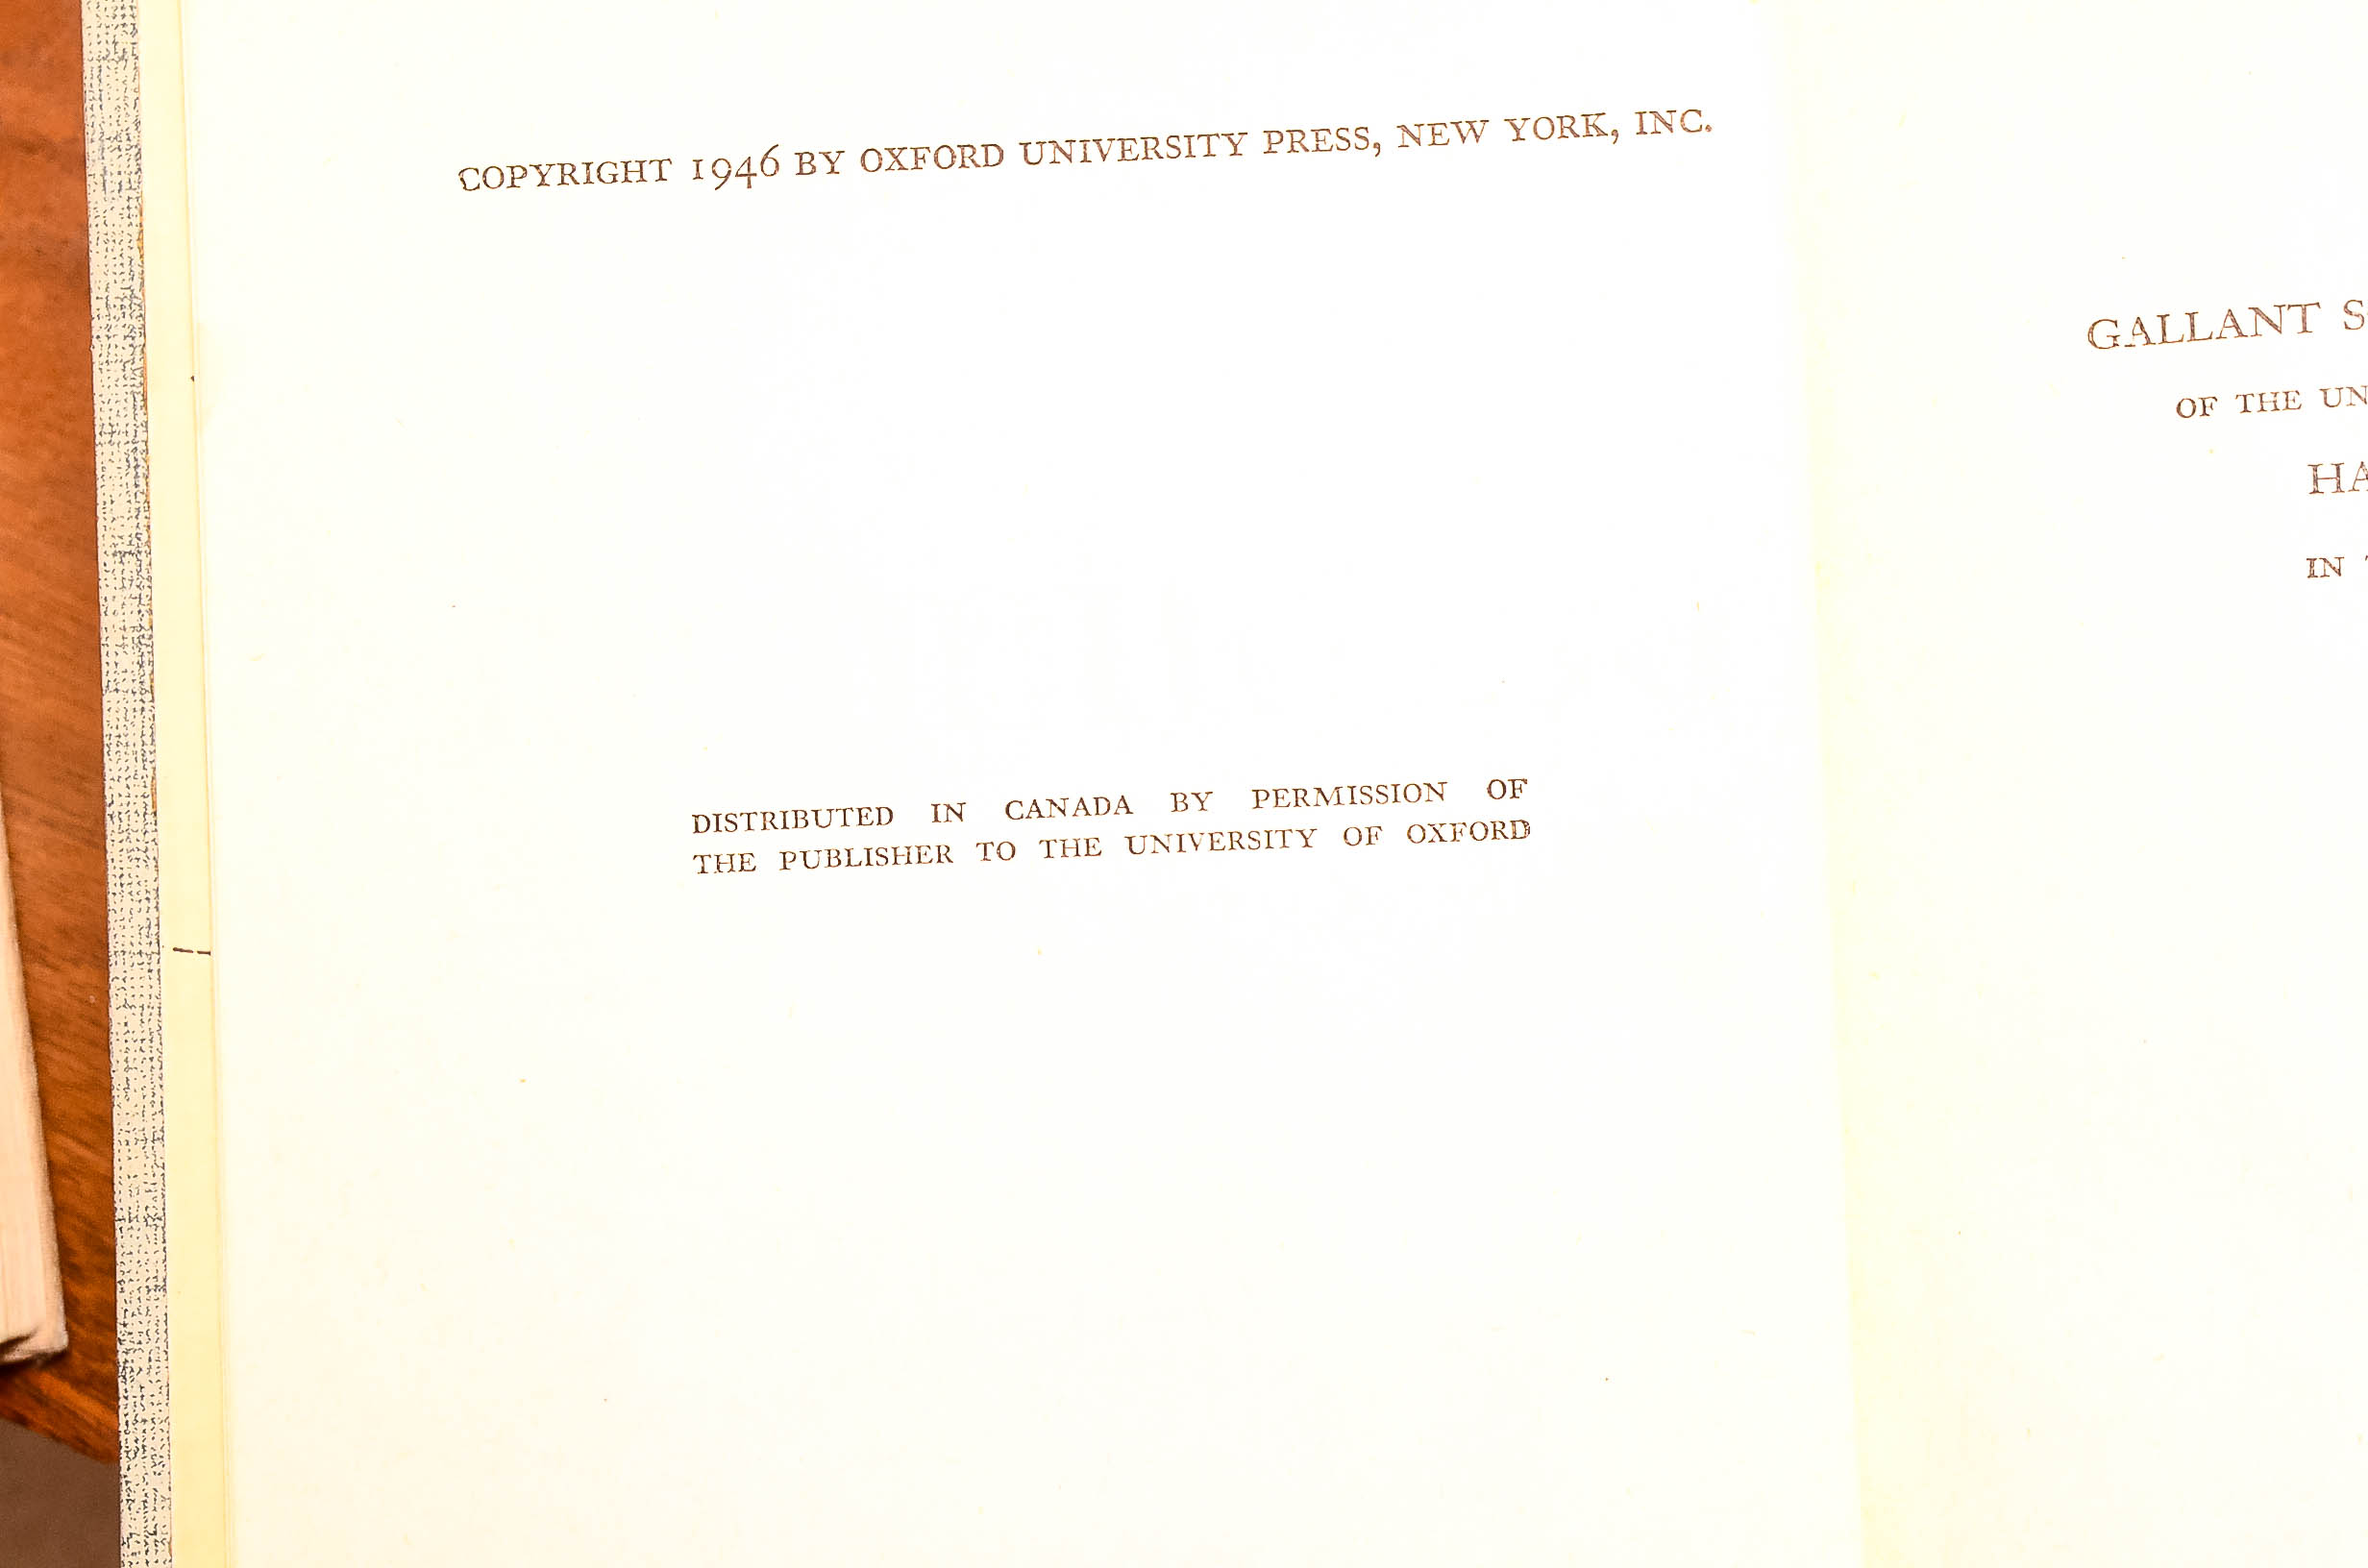 COPYRIGHT 1946 BY OXFORD UNIVERSITY PRESS, NEW YORK, INC.
DISTRIBUTED IN CANADA BY PERMISSION OF
THE PUBLISHER TO THE UNIVERSITY OF OXFORD
GALLANT
OF THE
IN